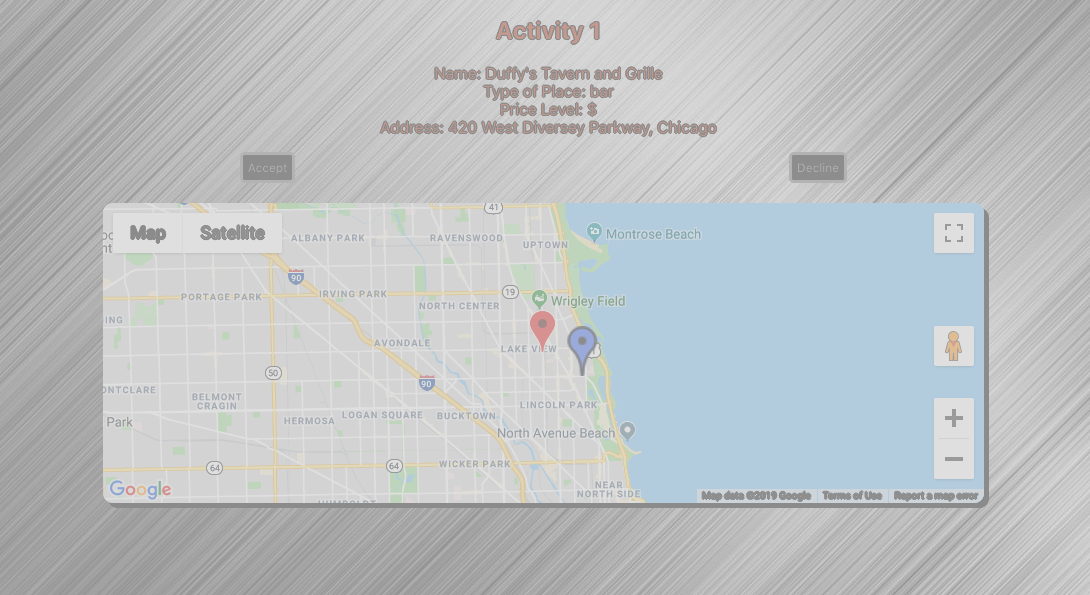 Activity 1
Name: Duffy's Tavern and Grille
Type of Place: bar
Price Level: $
Address: 420 West Diversey Parkway, Chicago
Accept
Decline
41
Map
Satellite
ALBANY PARK
RAVENSWOOD
Montrose Beach
UPTOWN
90
PORTAGE PARK
IRVING PARK
19
Wrigley Field
NORTH CENTER
ING
AVONDALE
LAKE VIEW
50
90
ONTCLARE
BELMONT
CRAGIN
LINCOLN PARK
LOGAN SQUARE
BUCKTOWN
HERMOSA
Park
North Avenue Beach
64
64
WICKER PARK
NEAR
NORTH SIDE
Google
HUMBOLDT
Map data ©2019 Google
Terms of Use
Report a map error